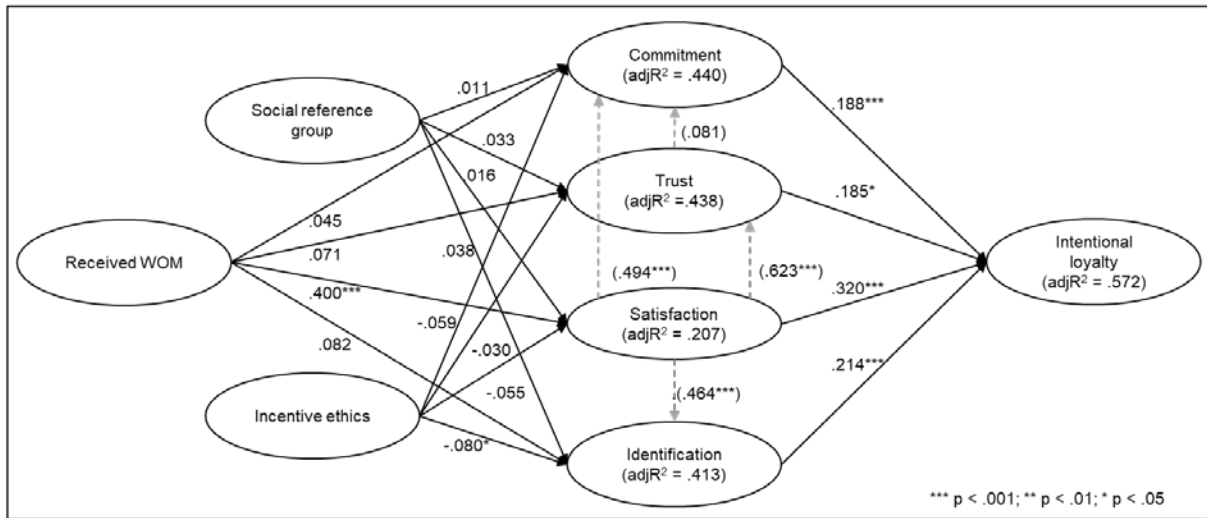 Commitment
(adjR² = .440)
.011
.188***
Social reference
group
.033
(.081)
.016
Trust
(adjR² =.438)
.185*
.045
.038
Received WOM
.071
(.494***)
(.623***)
Intentional
loyalty
(adjR² = .572)
.400***
.320***
-.059
Satisfaction
(adjR² = .207)
.082
-.030
.214***
-.055
(.464***)
Incentive ethics
-.080*
Identification
(adjR² = .413)
*** p < .001; ** p < .01; * p < .05